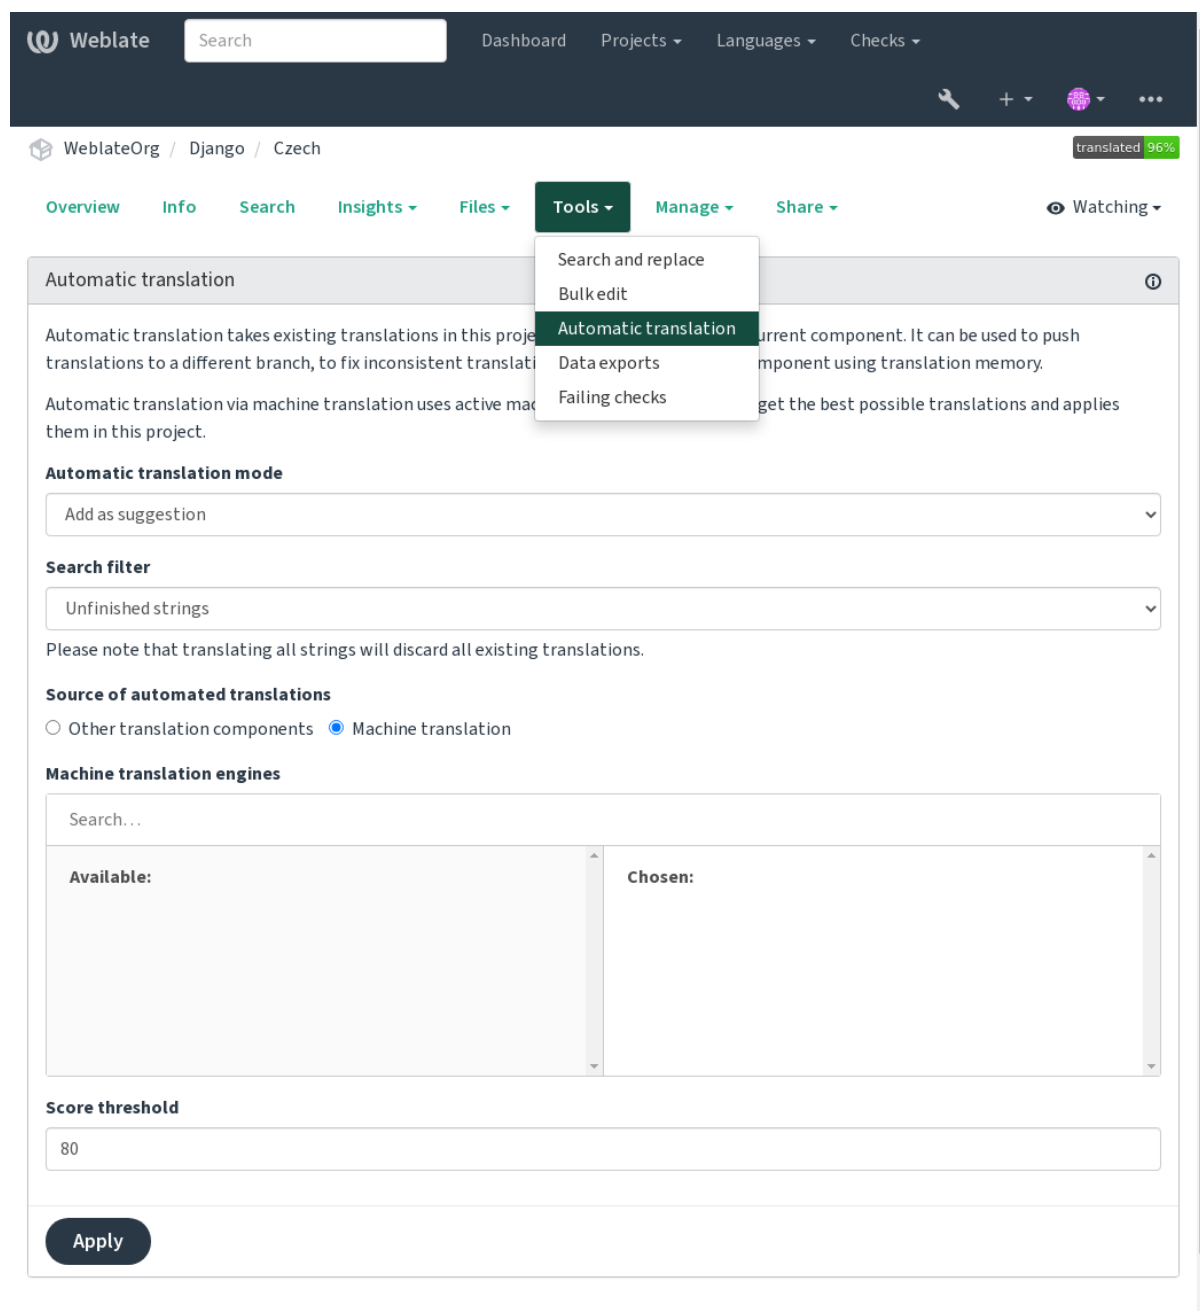 Weblate
Search
Dashboard Projects Languages Checks
WeblateOrg / Django / Czech
translated 96%
Overview Info Search Insights Files Tools Manage Share Watching
Search and replace
Bulk edit
Automatic translation
Data exports
Failing checks
Automatic translation
Automatic translation takes existing translations in this proje urrent component. It can be used to push
translations to a different branch, to fix inconsistent translati mponent using translation memory.
Automatic translation via machine translation uses active mac get the best possible translations and applies
them in this project.
Automatic translation mode
Add as suggestion
Search filter
Unfinished strings
Please note that translating all strings will discard all existing translations.
Source of automated translations
Other translation components Machine translation
Machine translation engines
Search...
Available: Chosen:
Score threshold
80
Apply